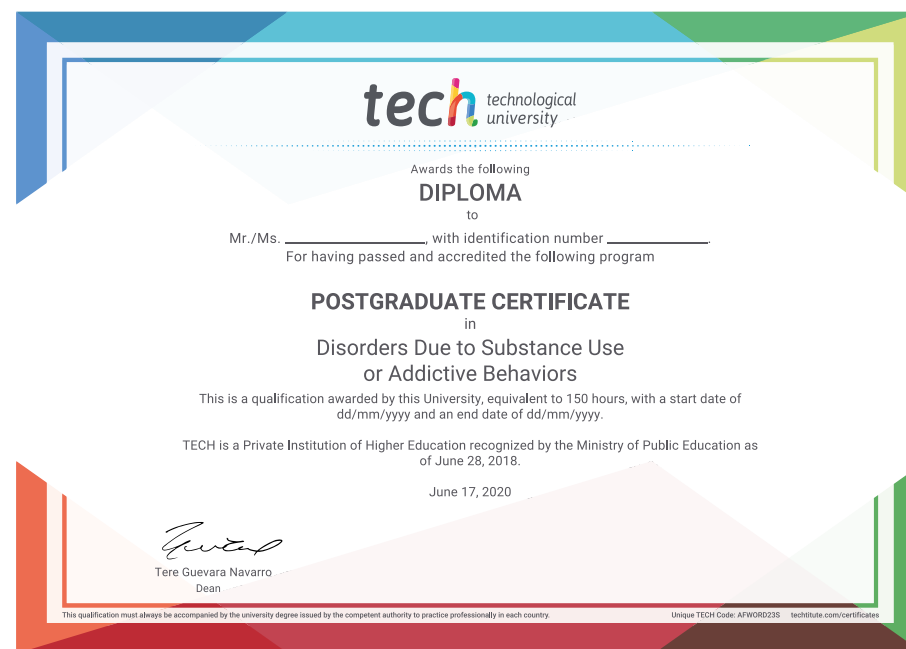 tech technological
university
Awards the following
DIPLOMA
to
Mr./Ms. ____________________, with identification number ______________.
For having passed and accredited the following program
POSTGRADUATE CERTIFICATE
in
Disorders Due to Substance Use
or Addictive Behaviors
This is a qualification awarded by this University, equivalent to 150 hours, with a start date of
dd/mm/yyyy and an end date of dd/mm/yyyy.
TECH is a Private Institution of Higher Education recognized by the Ministry of Public Education as
of June 28, 2018.
June 17, 2020
Tere Guevara Navarro
Dean
This qualification must always be accompanied by the university degree issued by the competent authority to practice professionally in each country. Unique TECH Code: AFWORD23S techtitute.com/certificates